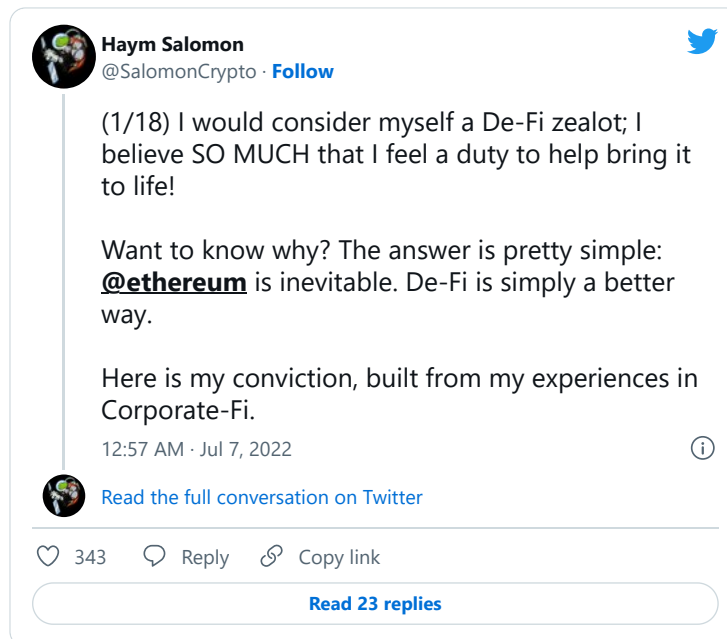 Haym Salomon
@SalomonCrypto · Follow
(1/18) I would consider myself a De-Fi zealot; I
believe SO MUCH that I feel a duty to help bring it
to life!
Want to know why? The answer is pretty simple:
@ethereum is inevitable. De-Fi is simply a better
way.
Here is my conviction, built from my experiences in
Corporate-Fi.
12:57 AM · Jul 7, 2022
Read the full conversation on Twitter
343 Reply Copy link
Read 23 replies